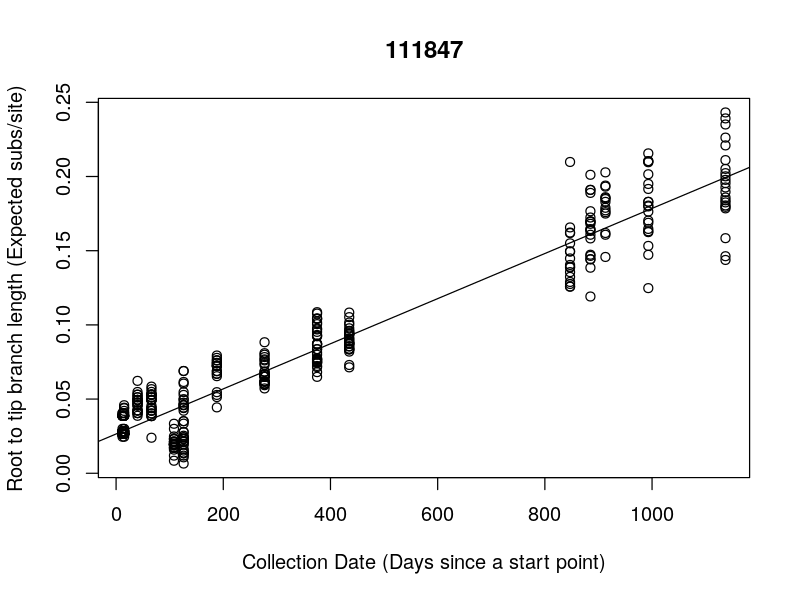 111847
Root to tip branch length (Expected subs/site)
0.25
0.20
0.15
0.10
0.05
0.00
0 200 400 600 800 1000
Collection Date (Days since a start point)